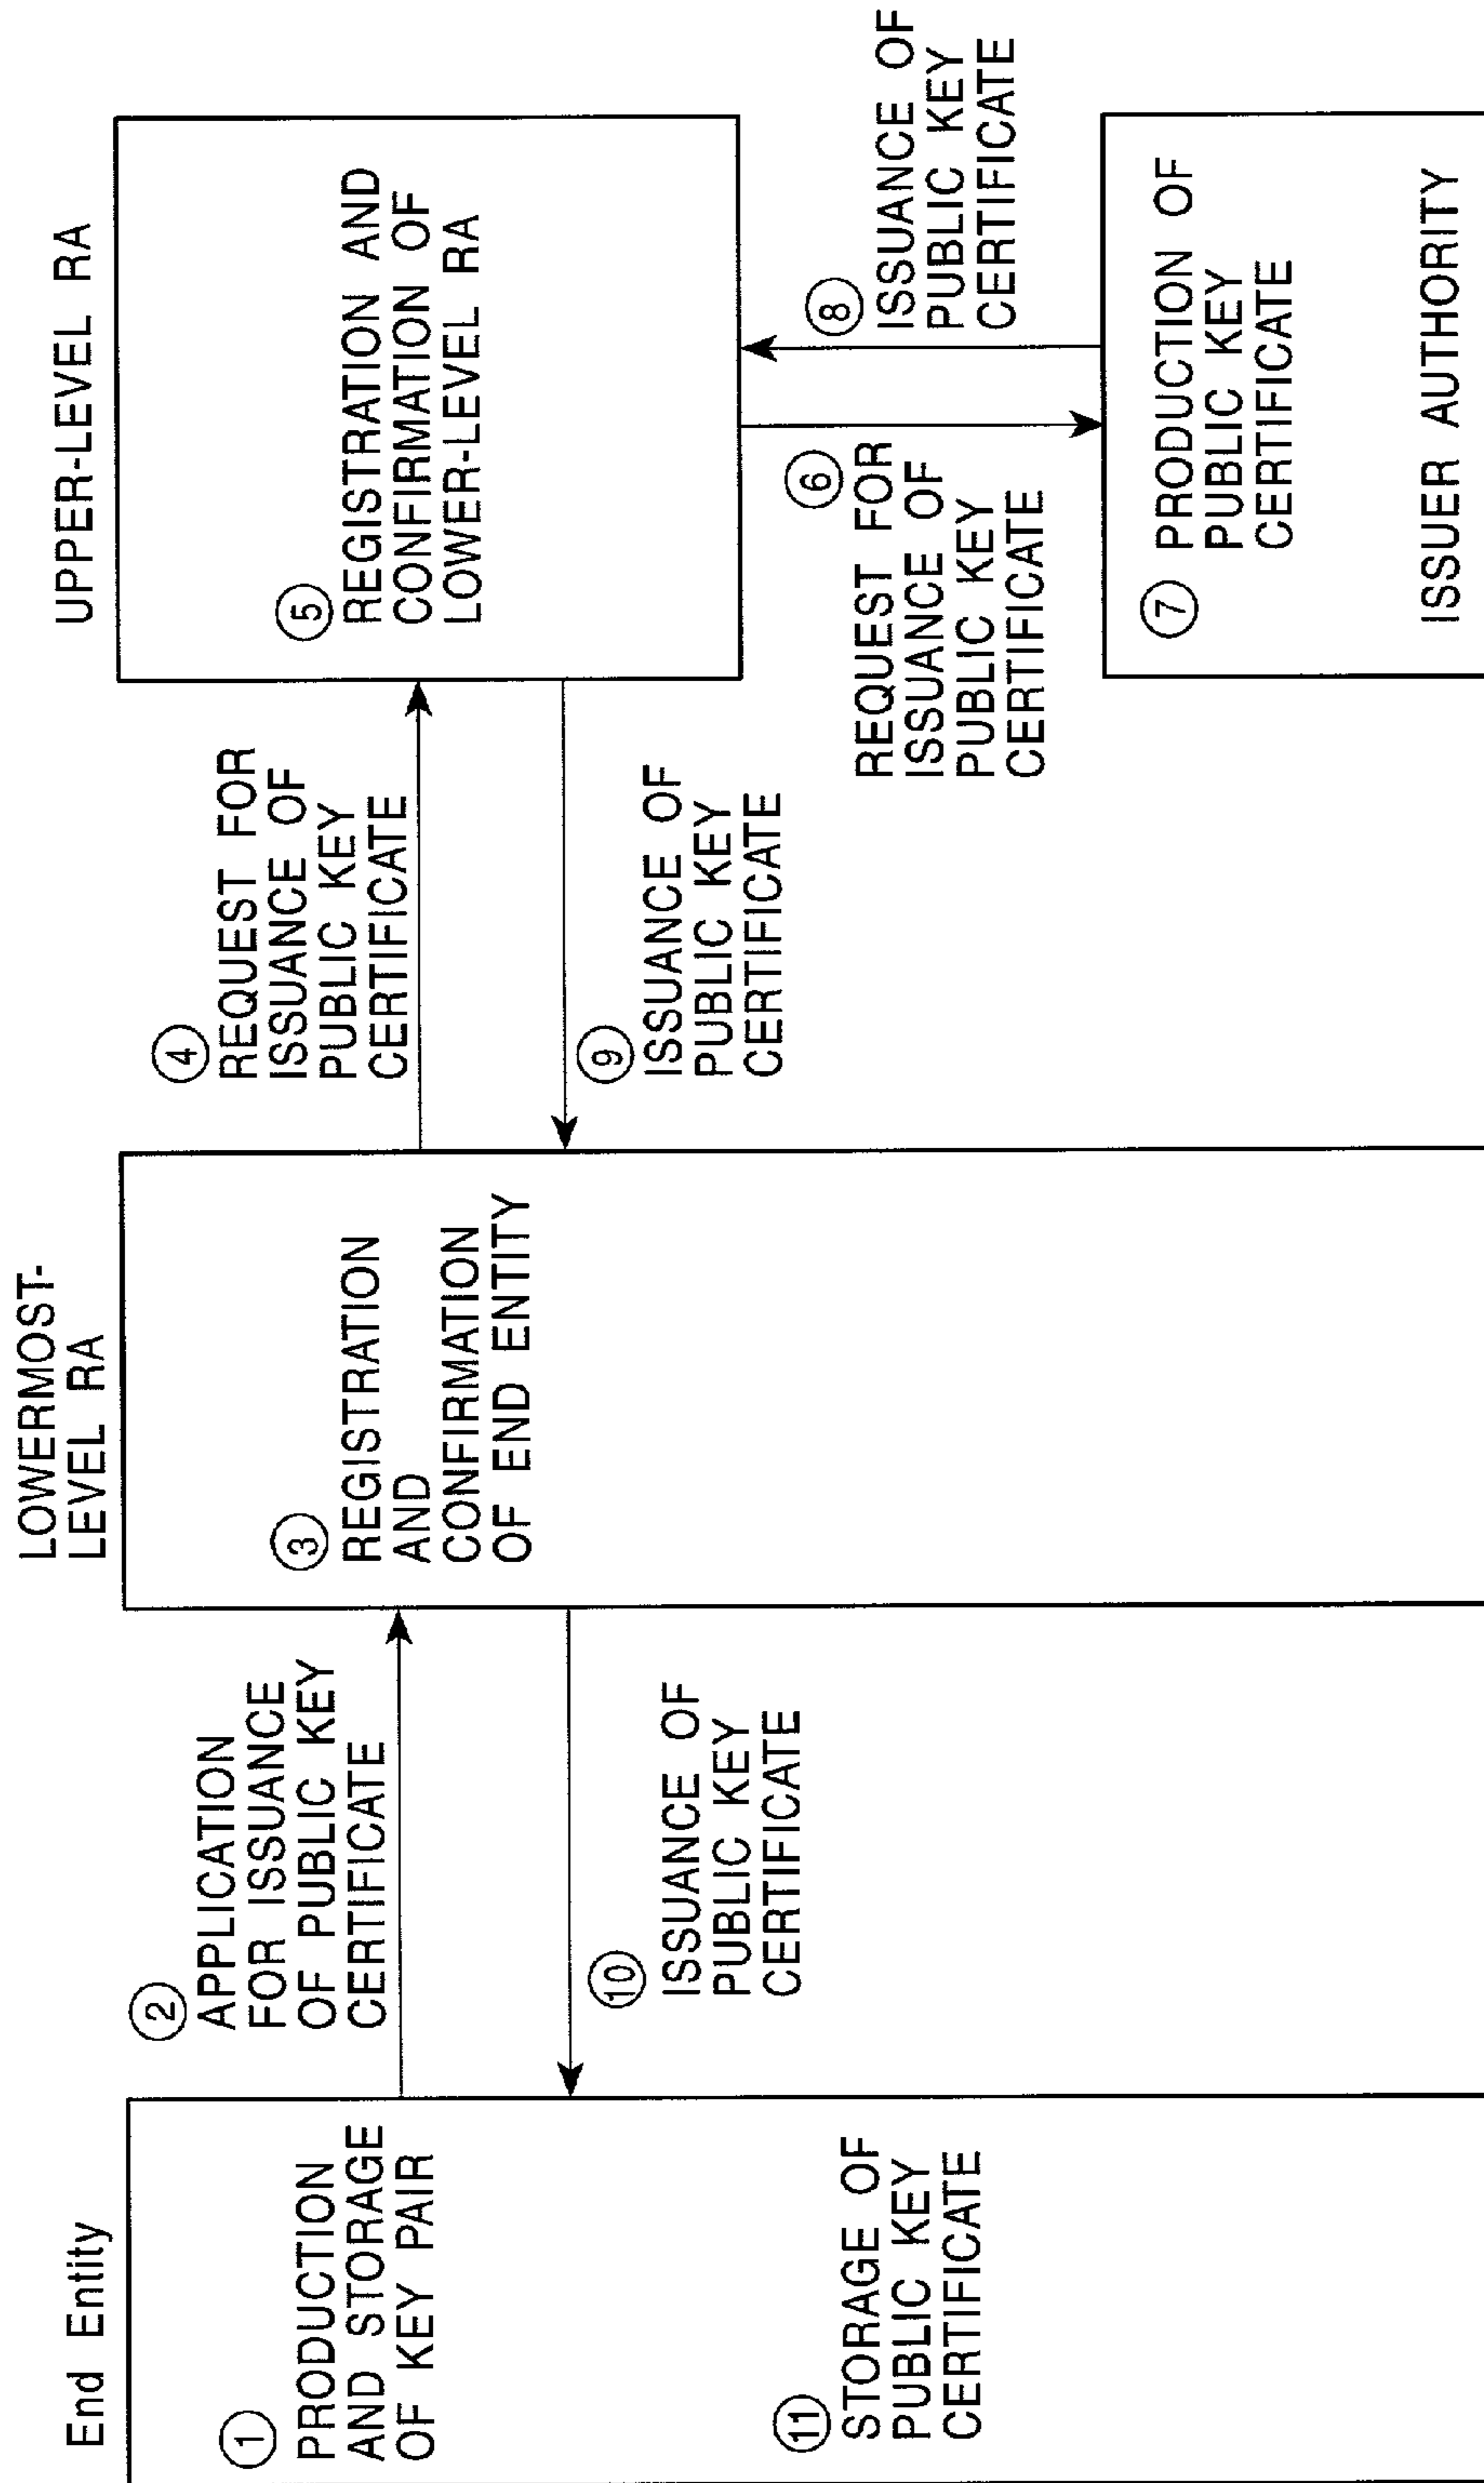 End Entity
1
PRODUCTION
AND STORAGE
OF KEY PAIR
11
STORAGE OF
PUBLIC KEY
CERTIFICATE
2
APPLICATION
FOR ISSUANCE
OF PUBLIC KEY
CERTIFICATE
10
ISSUANCE OF
PUBLIC KEY
CERTIFICATE
LOWERMOST-
LEVEL RA
3
REGISTRATION
AND
CONFIRMATION
OF END ENTITY
4
REQUEST FOR
ISSUANCE OF
PUBLIC KEY
CERTIFICATE
9
ISSUANCE OF
PUBLIC KEY
CERTIFICATE
UPPER-LEVEL RA
5
REGISTRATION AND
CONFIRMATION OF
LOWER-LEVEL RA
6
REQUEST FOR
ISSUANCE OF
PUBLIC KEY
CERTIFICATE
8
ISSUANCE OF
PUBLIC KEY
CERTIFICATE
7
PRODUCTION OF
PUBLIC KEY
CERTIFICATE
ISSUER AUTHORITY